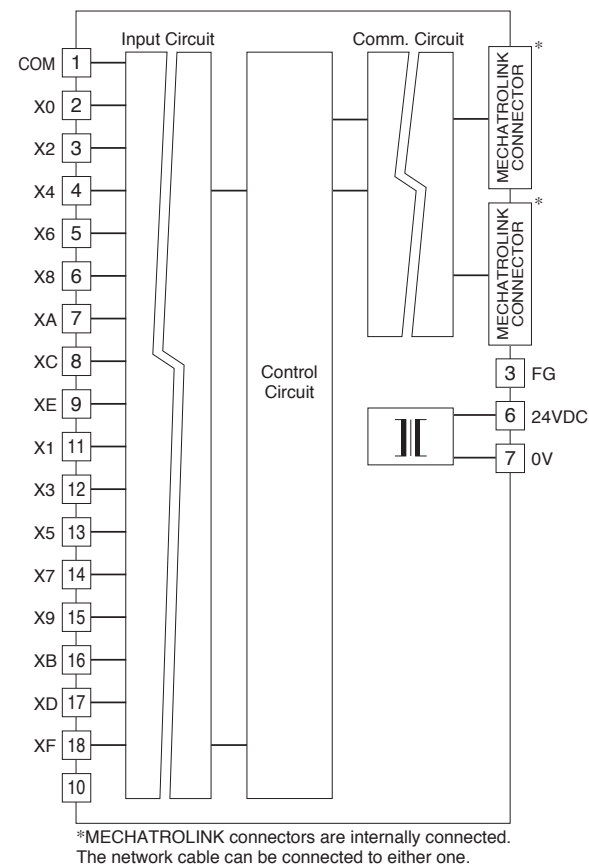 Input Circuit
Comm. Circuit
*
COM 1
X0 2
X2 3
X4 4
X6 5
X8 6
XA 7
XC 8
XE 9
X1 11
X3 12
X5 13
X7 14
X9 15
XB 16
XD 17
XF 18
10
Control
Circuit
MECHATROLINK
CONNECTOR
*
MECHATROLINK
CONNECTOR
3 FG
6 24VDC
7 0V
*MECHATROLINK connectors are internally connected.
The network cable can be connected to either one.